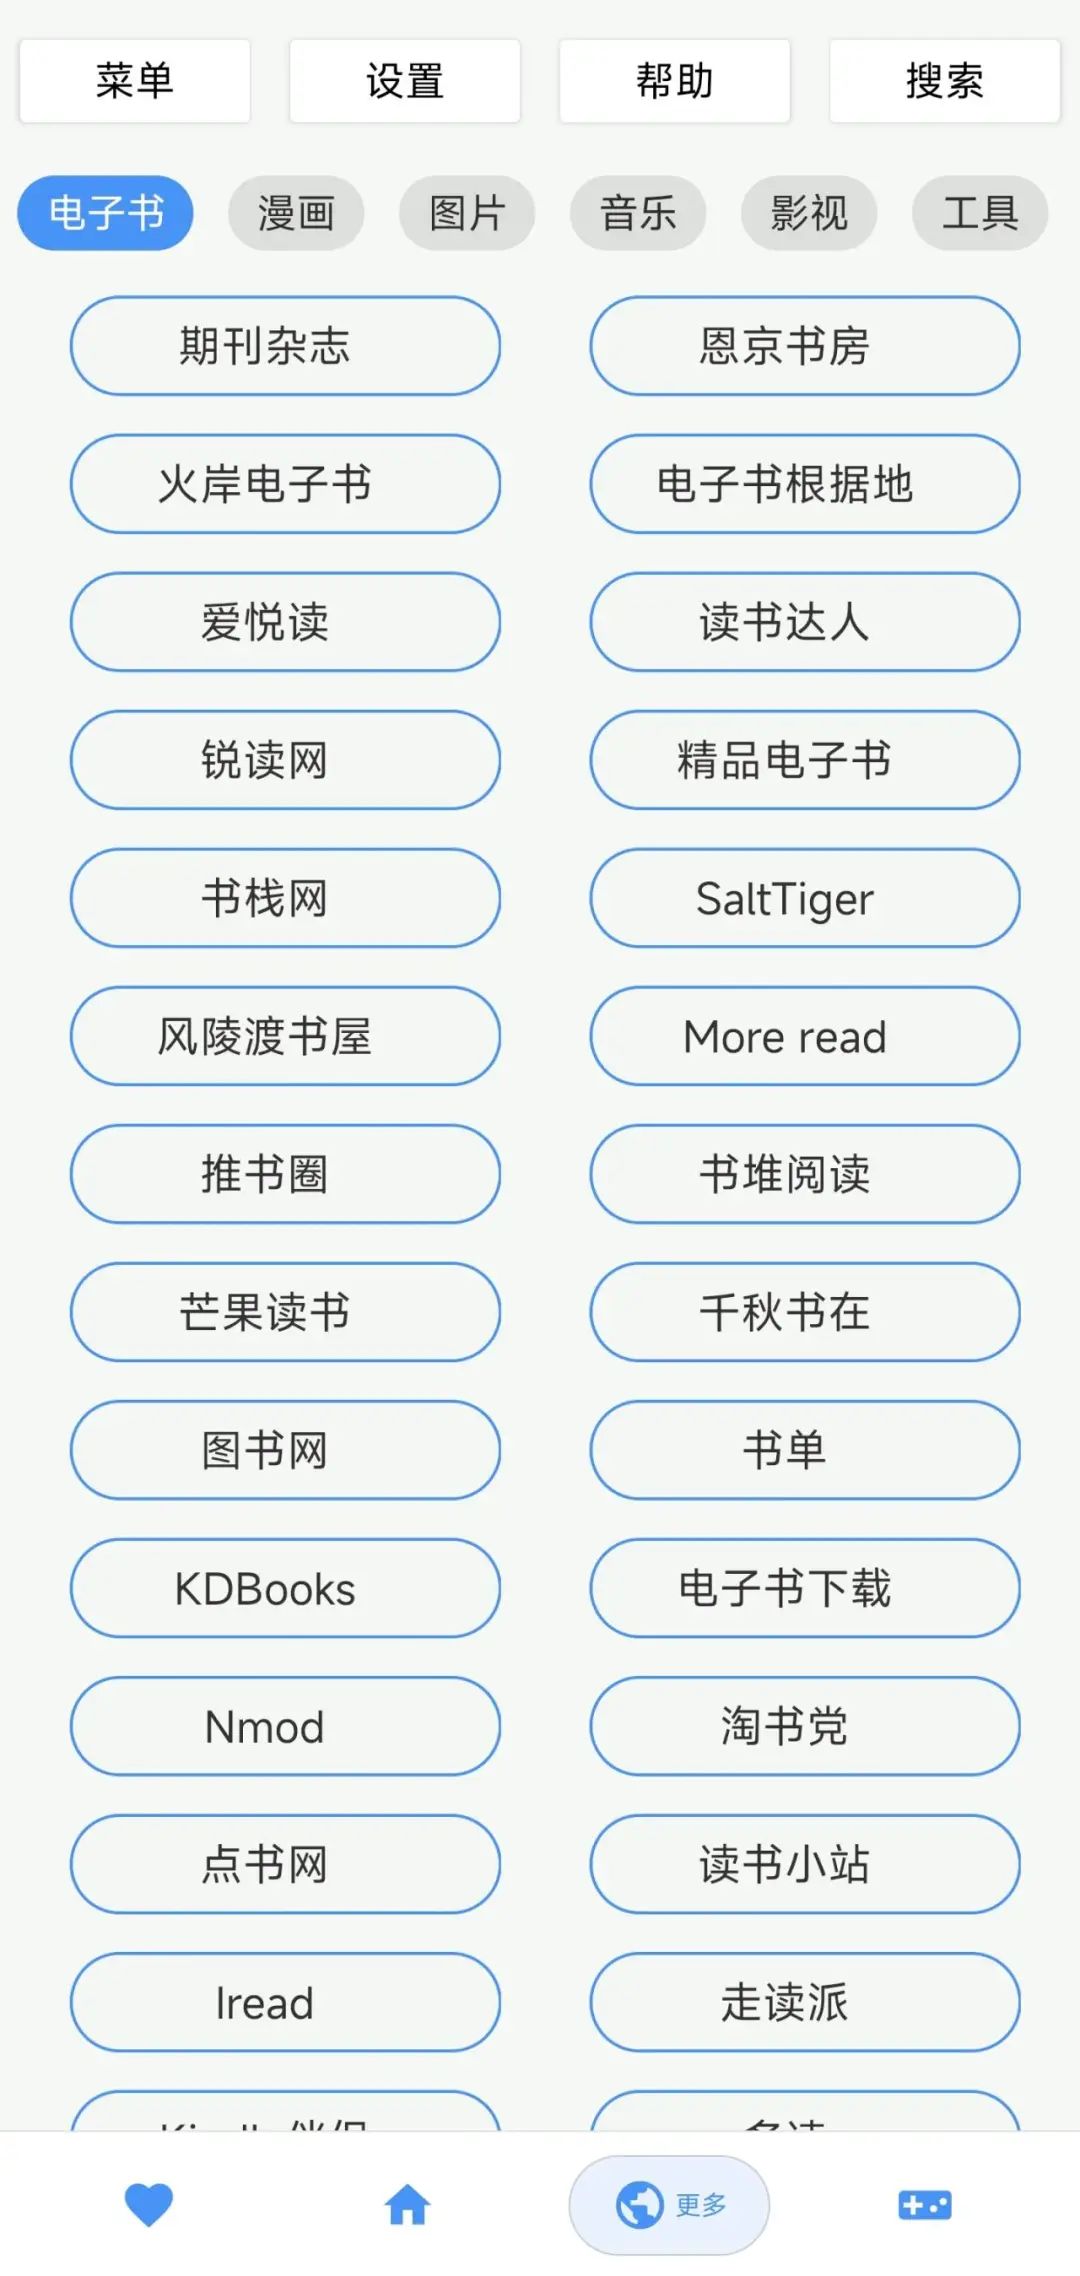 菜单 设置 帮助 搜索
电子书 漫画 图片 音乐 影视 工具
期刊杂志 恩京书房
火岸电子书 电子书根据地
爱悦读 读书达人
锐读网 精品电子书
书栈网 SaltTiger
风陵渡书屋 More read
推书圈 书堆阅读
芒果读书 千秋书在
图书网 书单
KDBooks 电子书下载
Nmod 淘书党
点书网 读书小站
lread 走读派
更多